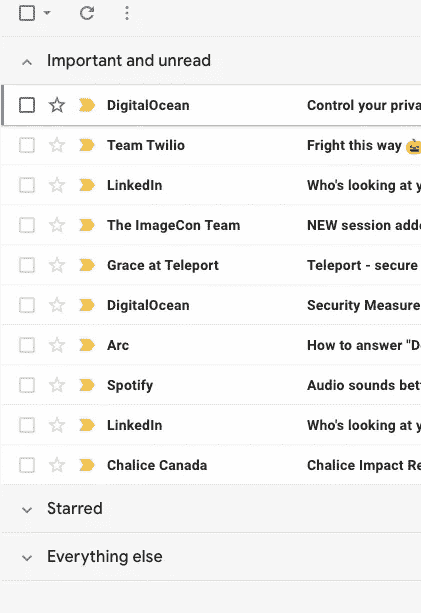 Important and unread
DigitalOcean Control your priva
Team Twilio Fright this way
LinkedIn Who's looking at y
The ImageCon Team NEW session adde
Grace at Teleport Teleport - secure
DigitalOcean Security Measure
Arc How to answer "De
Spotify Audio sounds bett
LinkedIn Who's looking at y
Chalice Canada Chalice Impact Re
Starred
Everything else